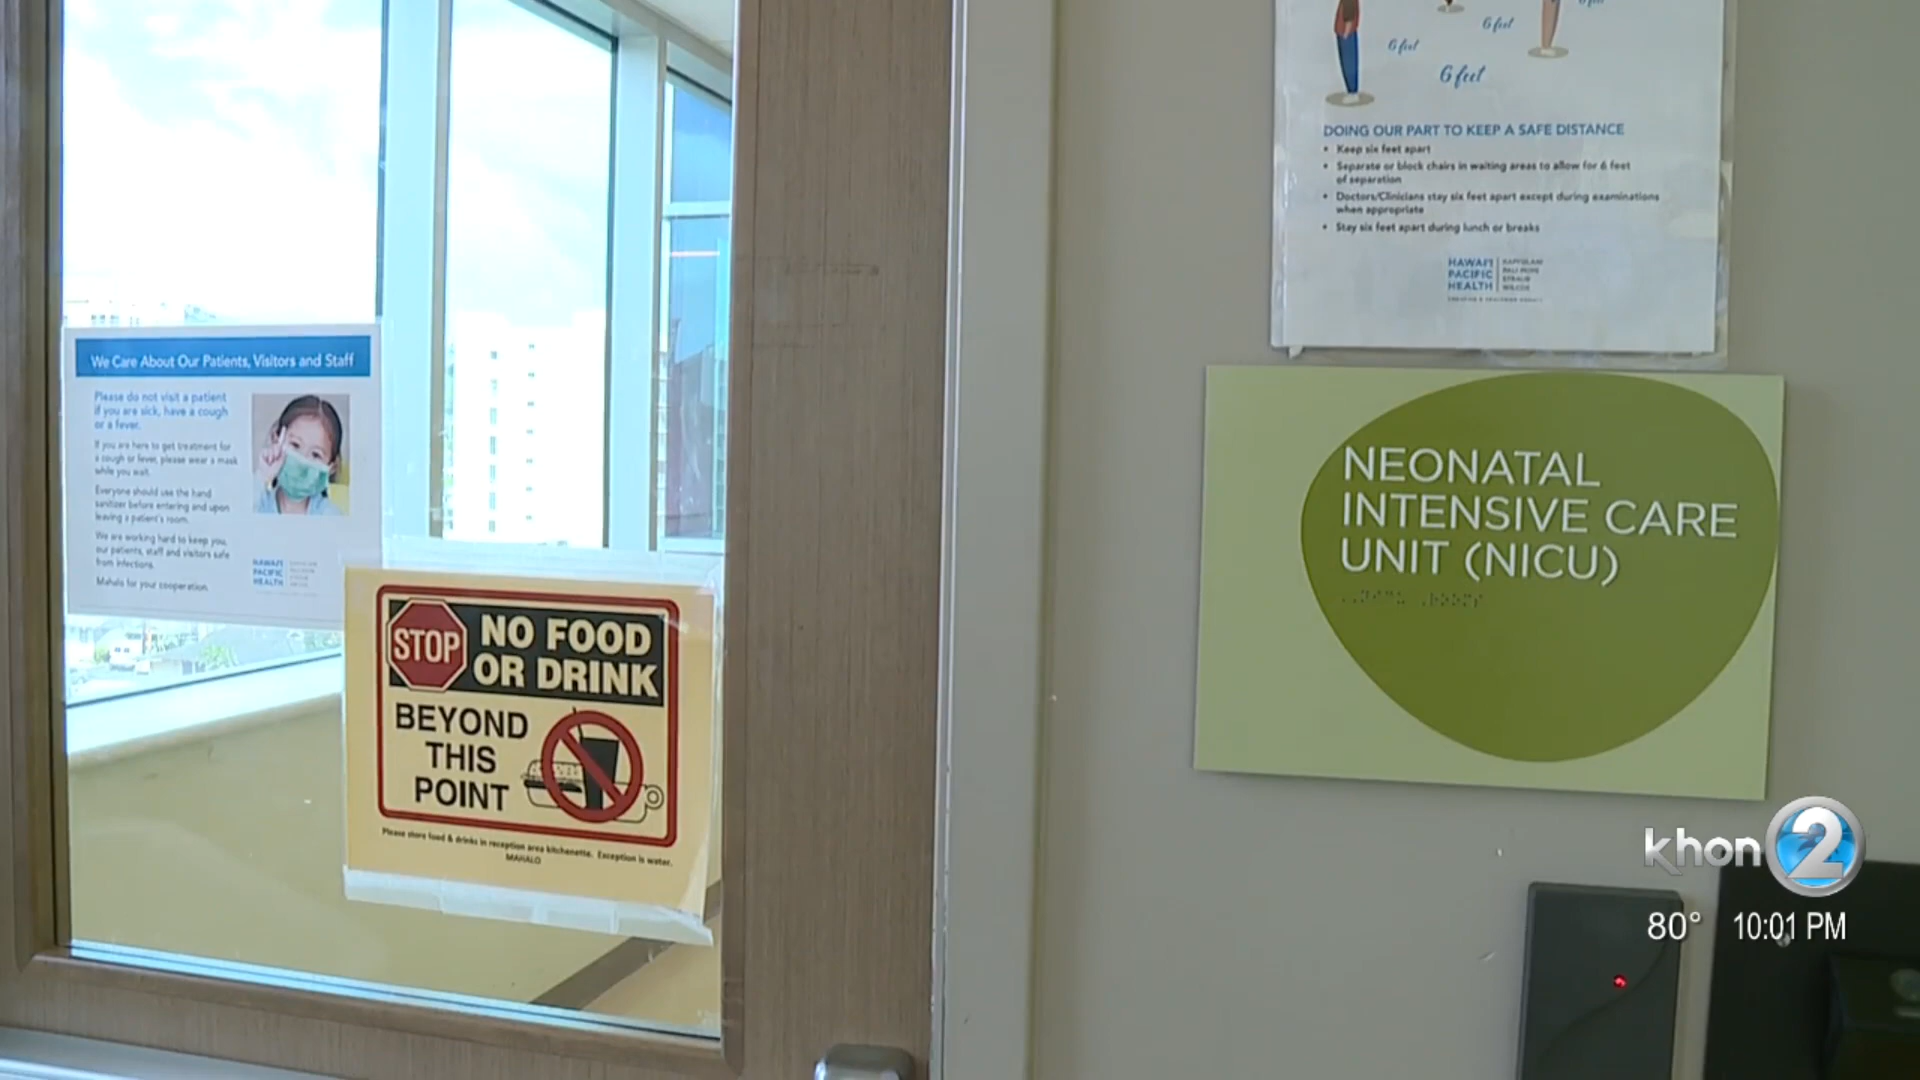 6 feet
6 feet
6 feet
DOING OUR PART TO KEEP A SAFE DISTANCE
• Keep six feet apart
• Separate or block chairs in waiting areas to allow for 6 feet
of separation
• Doctors/Clinicians stay six feet apart except during examinations
when appropriate
• Stay six feet apart during lunch or breaks
HAWAI'I
PACIFIC
HEALTH
KAPI'OLANI
PALI MOMI
STRAUB
WILCOX
We Care About Our Patients, Visitors and Staff
Please do not visit a patient
if you are sick, have a cough
or a fever.
If you are here to get treatment for
a cough or fever, please wear a mask
while you wait.
Everyone should use the hand
sanitizer before entering and upon
leaving a patient's room.
We are working hard to keep you,
our patients, staff and visitors safe
from infections.
Mahalo for your cooperation.
HAWAI'I
PACIFIC
HEALTH
STOP
NO FOOD
OR DRINK
BEYOND
THIS
POINT
Please store food & drinks in reception area kitchenette. Exception is water.
MAHALO
NEONATAL
INTENSIVE CARE
UNIT (NICU)
khon 2
80° 10:01 PM